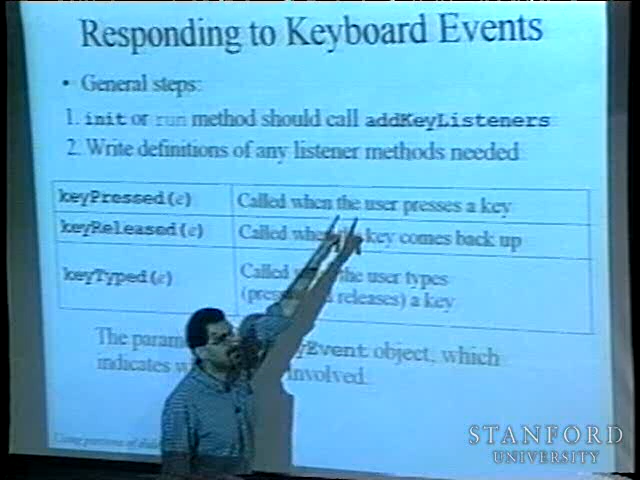 Responding to Keyboard Events
• General steps:
1. init or run method should call addKeyListeners
2. Write definitions of any listener methods needed
keyPressed(e) Called when the user presses a key
keyReleased(e) Called when key comes back up
keyTyped(e) Called the user types
releases) a key
The Event object, which
indicates involved.
STANFORD
UNIVERSITY